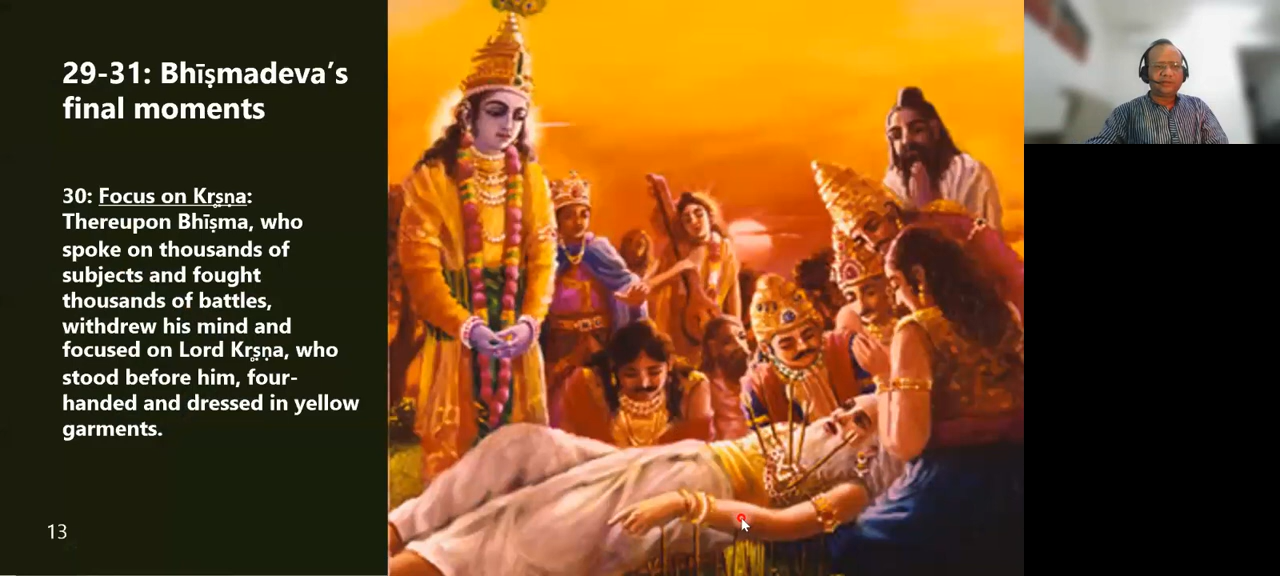 29-31: Bhīṣmadeva’s
final moments
30: Focus on Kṛṣṇa:
Thereupon Bhīṣma, who
spoke on thousands of
subjects and fought
thousands of battles,
withdrew his mind and
focused on Lord Kṛṣṇa, who
stood before him, four-
handed and dressed in yellow
garments.
13